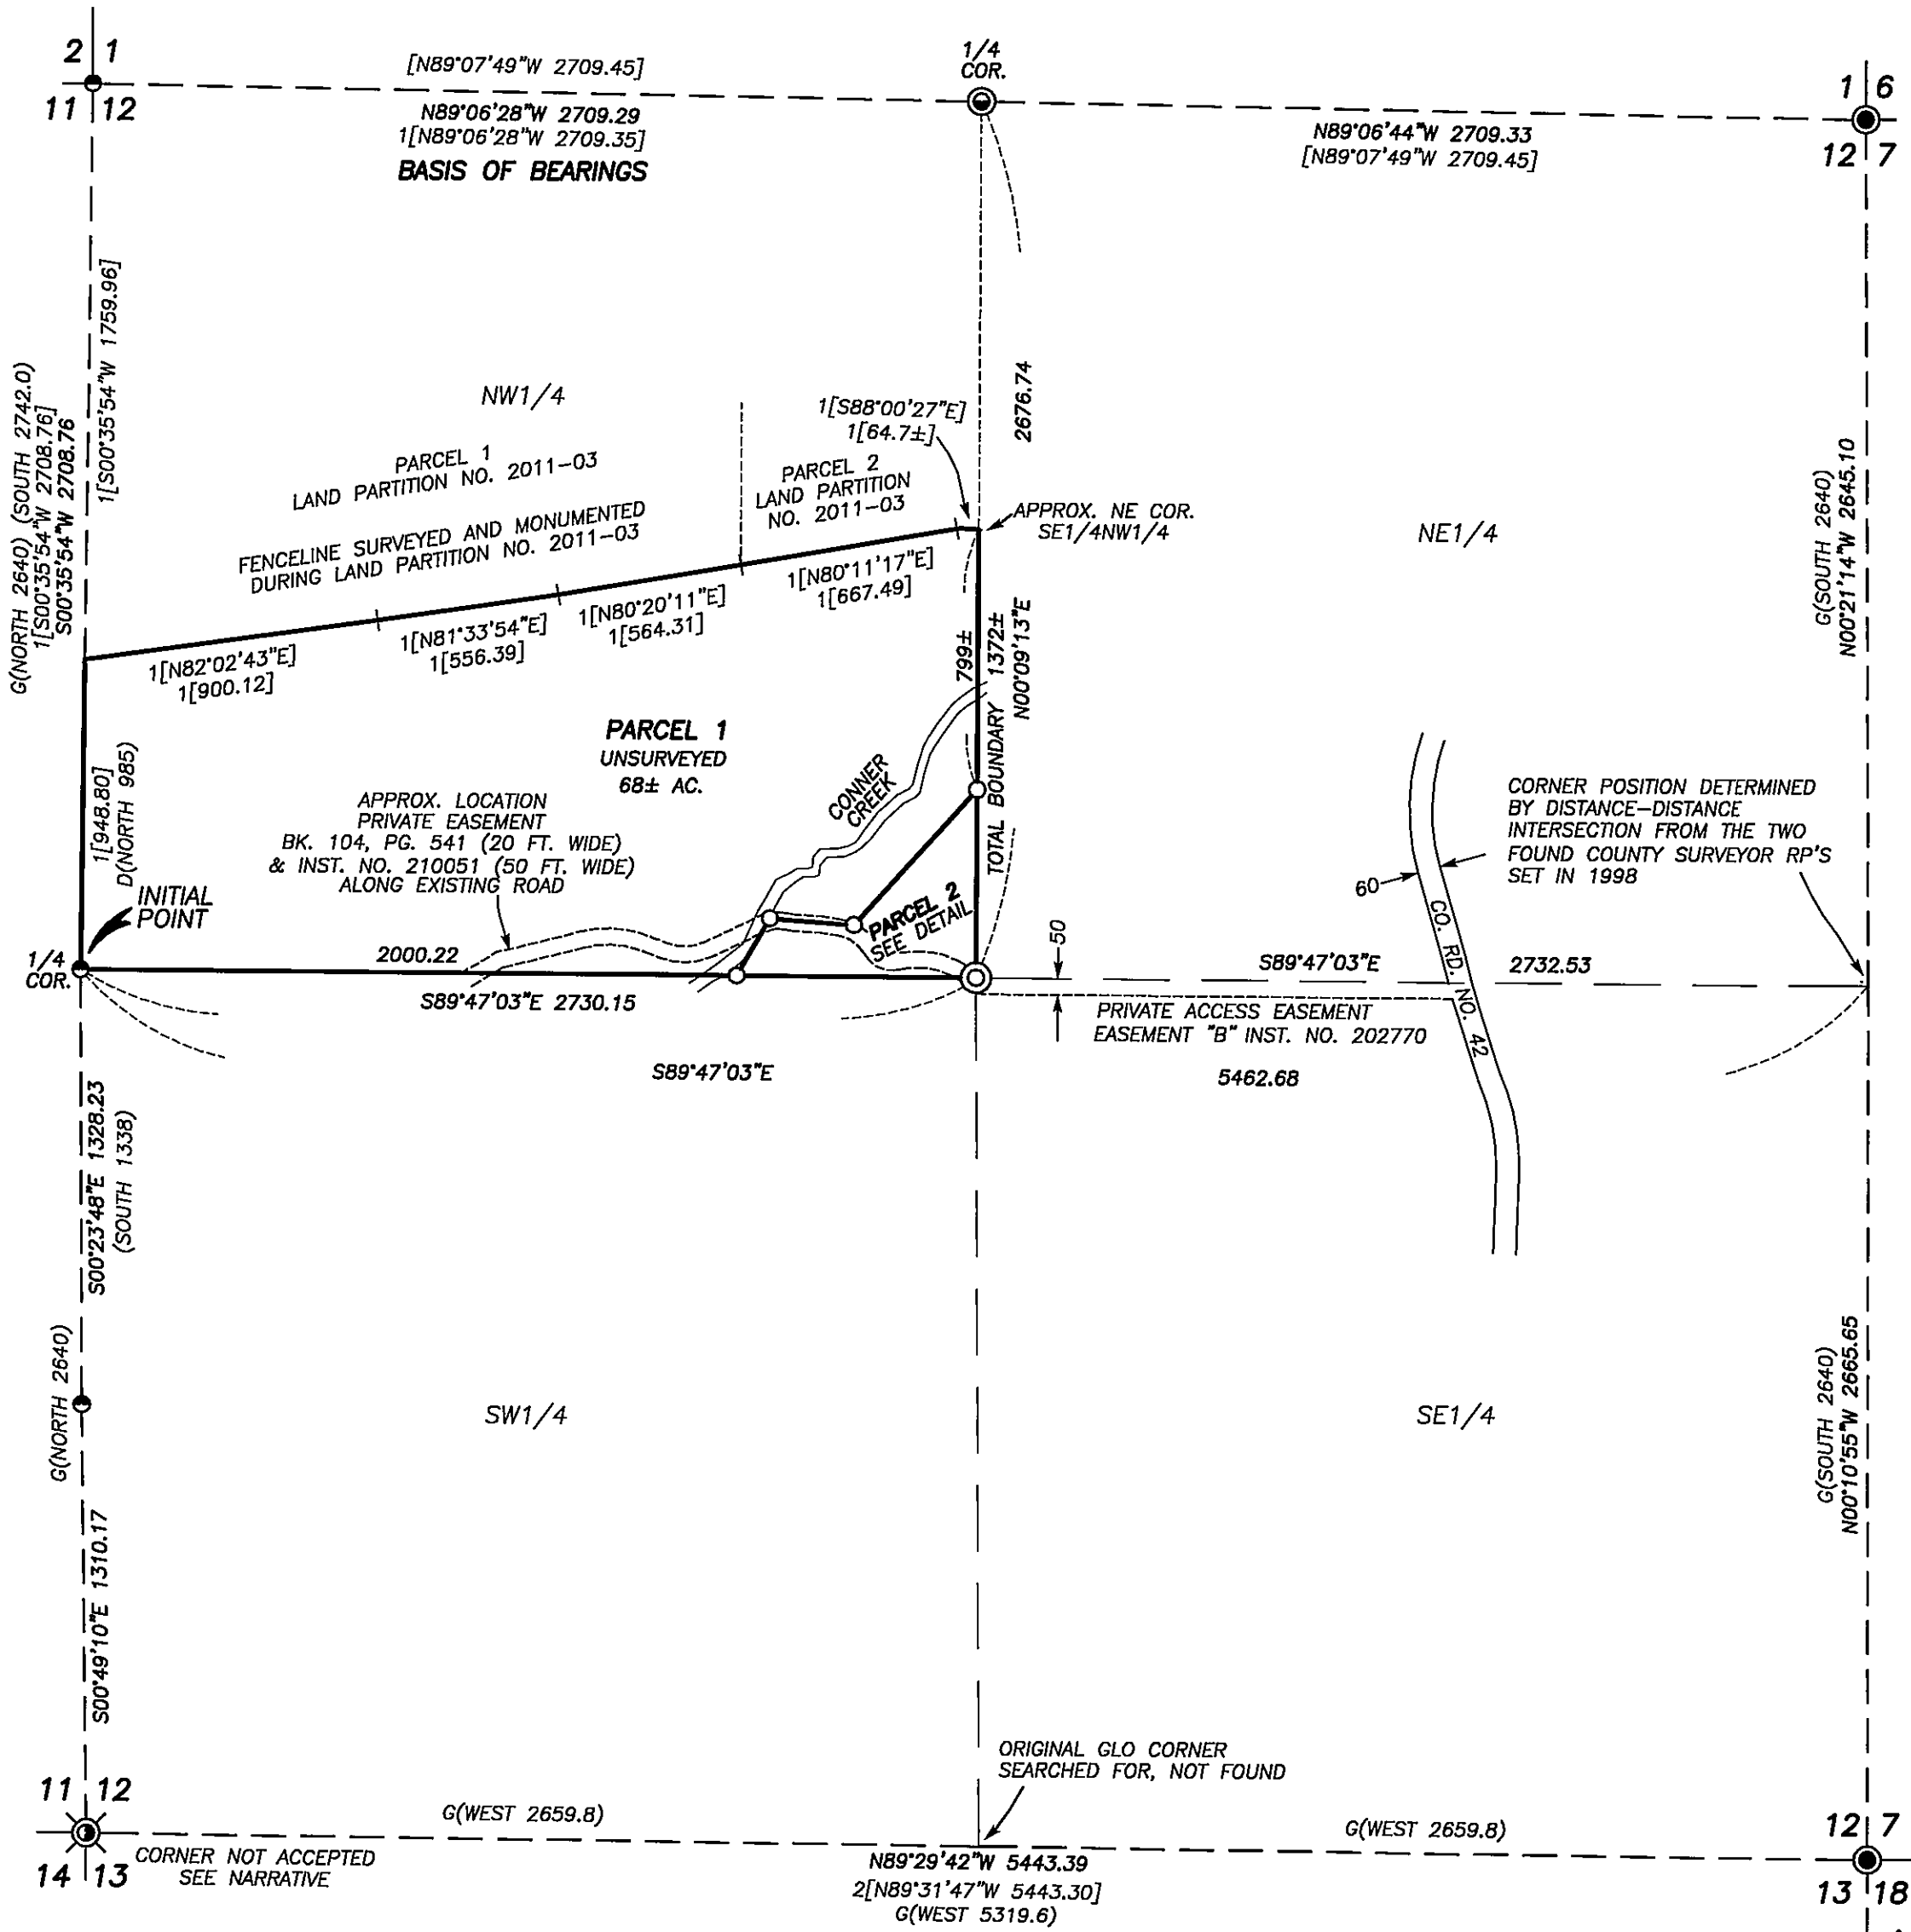 2 1
11 12
[N89°07'49"W 2709.45]
N89°06'28"W 2709.29
1[N89°06'28"W 2709.35]
BASIS OF BEARINGS
1/4
COR.
N89°06'44"W 2709.33
[N89°07'49"W 2709.45]
1 6
12 7
G(NORTH 2640) (SOUTH 2742.0)
1[S00°35'54"W 2708.76]
S00°35'54"W 2708.76
1[S00°35'54"W 1759.96]
NW1/4
PARCEL 1
LAND PARTITION NO. 2011-03
FENCELINE SURVEYED AND MONUMENTED
DURING LAND PARTITION NO. 2011-03
PARCEL 2
LAND PARTITION
NO. 2011-03
1[S88°00'27"E]
1[64.7±]
2676.74
APPROX. NE COR.
SE1/4NW1/4
NE1/4
G(SOUTH 2640)
N00°21'14"W 2645.10
1[N82°02'43"E]
1[900.12]
1[N81°33'54"E]
1[556.39]
1[N80°20'11"E]
1[564.31]
1[N80°11'17"E]
1[667.49]
799±
TOTAL BOUNDARY 1372±
N00°09'13"E
1[948.80]
D(NORTH 985)
PARCEL 1
UNSURVEYED
68± AC.
CONNER
CREEK
APPROX. LOCATION
PRIVATE EASEMENT
BK. 104, PG. 541 (20 FT. WIDE)
& INST. NO. 210051 (50 FT. WIDE)
ALONG EXISTING ROAD
INITIAL
POINT
1/4
COR.
PARCEL 2
SEE DETAIL
2000.22
S89°47'03"E 2730.15
S89°47'03"E
50
S89°47'03"E 2732.53
PRIVATE ACCESS EASEMENT
EASEMENT "B" INST. NO. 202770
5462.68
60
CO. RD. NO. 42
CORNER POSITION DETERMINED
BY DISTANCE-DISTANCE
INTERSECTION FROM THE TWO
FOUND COUNTY SURVEYOR RP'S
SET IN 1998
S00°23'48"E 1328.23
(SOUTH 1338)
G(NORTH 2640)
S00°49'10"E 1310.17
SW1/4
SE1/4
G(SOUTH 2640)
N00°10'55"W 2665.65
ORIGINAL GLO CORNER
SEARCHED FOR, NOT FOUND
11 12
14 13
CORNER NOT ACCEPTED
SEE NARRATIVE
G(WEST 2659.8)
G(WEST 2659.8)
N89°29'42"W 5443.39
2[N89°31'47"W 5443.30]
G(WEST 5319.6)
12 7
13 18